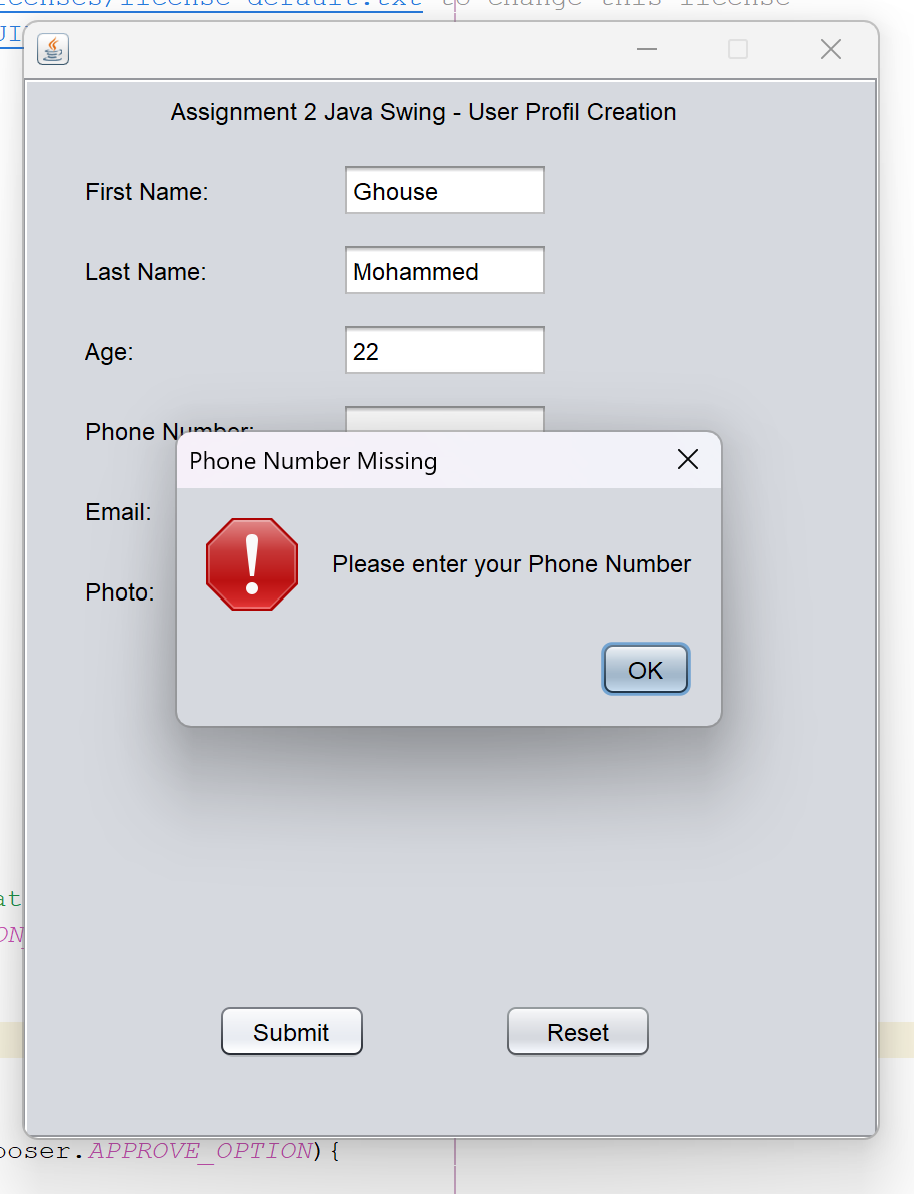 licenses/license-default.txt to change this license
UI
Assignment 2 Java Swing - User Profil Creation
First Name:
Ghouse
Last Name:
Mohammed
Age:
22
Phone Number:
Phone Number Missing
Email:
Please enter your Phone Number
Photo:
OK
at
ON_
Submit
Reset
ooser.APPROVE_OPTION){